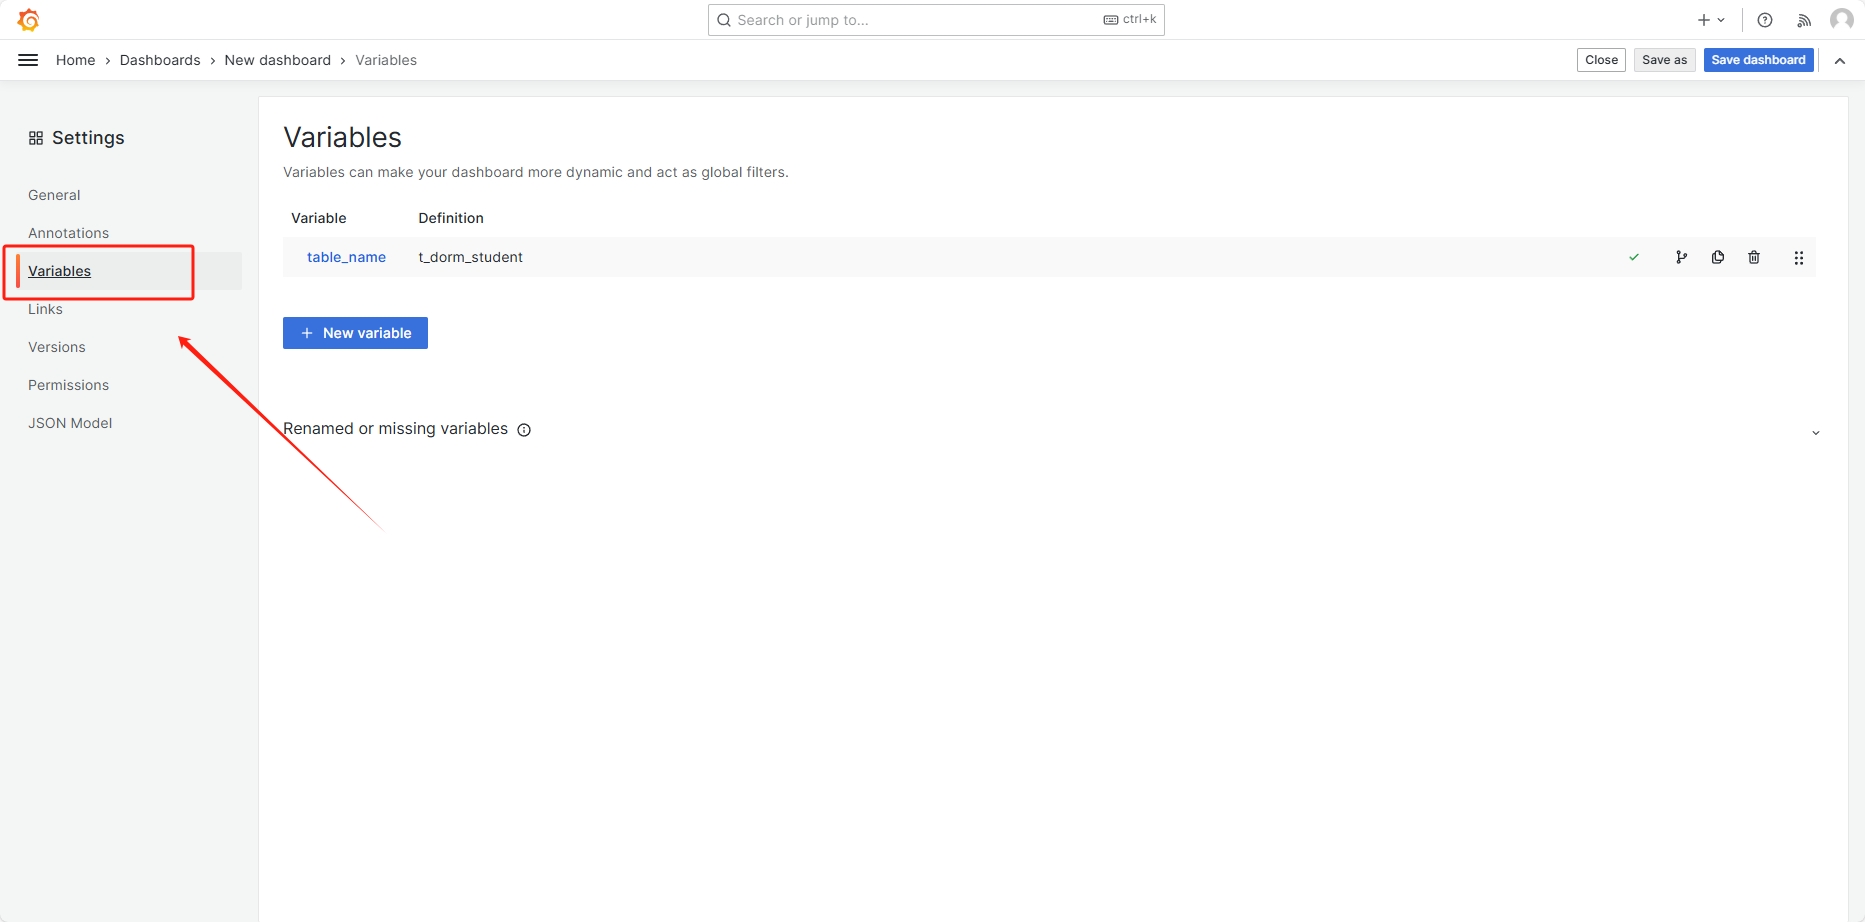 Search or jump to...
ctrl+k
Home › Dashboards › New dashboard › Variables
Close
Save as
Save dashboard
Settings
General
Annotations
Variables
Links
Versions
Permissions
JSON Model
Variables
Variables can make your dashboard more dynamic and act as global filters.
Variable Definition
table_name t_dorm_student
New variable
Renamed or missing variables